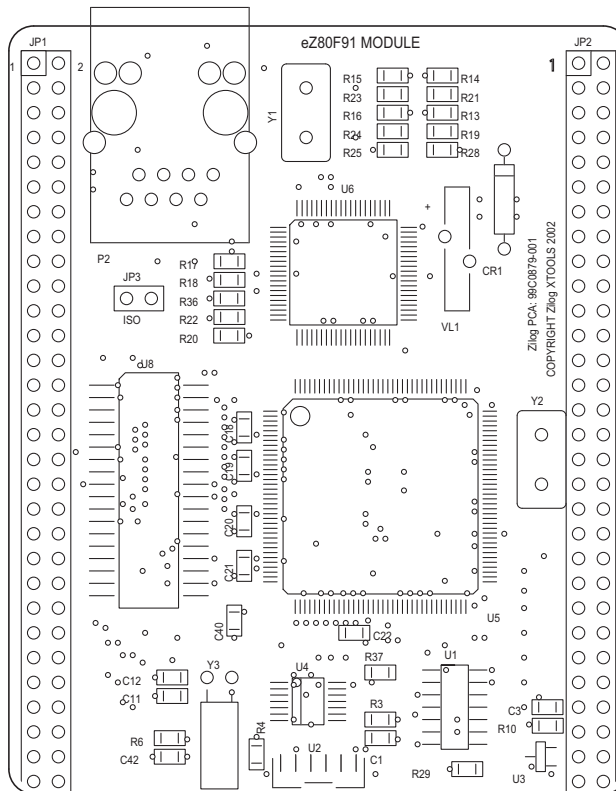 eZ80F91 MODULE
JP1
JP2
1
2
1
R15
R14
R23
R21
R16
R13
R24
R19
R25
R28
Y1
U6
+
P2
R17
R18
R36
R22
R20
JP3
ISO
CR1
VL1
Zilog PCA: 99C0879-001
COPYRIGHT Zilog XTOOLS 2002
U8
Y2
C18
C19
C20
C21
U5
C40
C22
Y3
U4
U1
R37
C12
C11
C3
R3
R10
R6
R4
C42
U2
C1
R29
U3